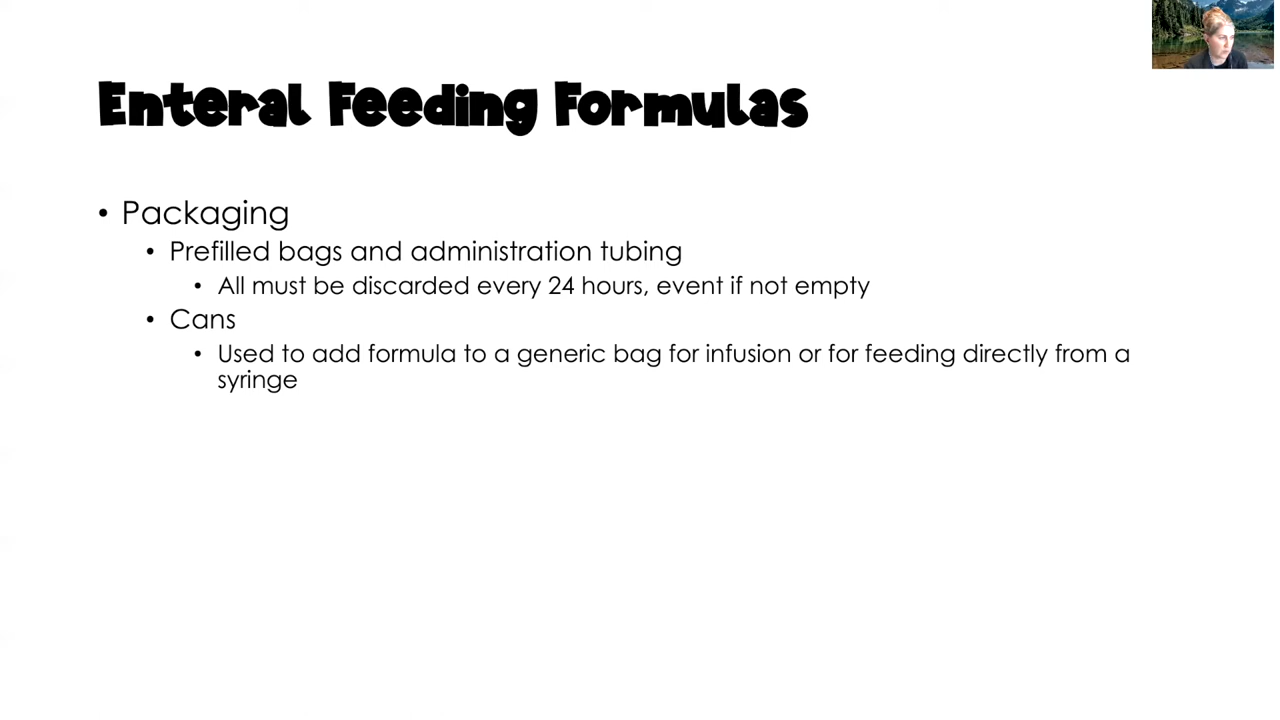 Enteral Feeding Formulas
• Packaging
• Prefilled bags and administration tubing
• All must be discarded every 24 hours, event if not empty
• Cans
• Used to add formula to a generic bag for infusion or for feeding directly from a
syringe